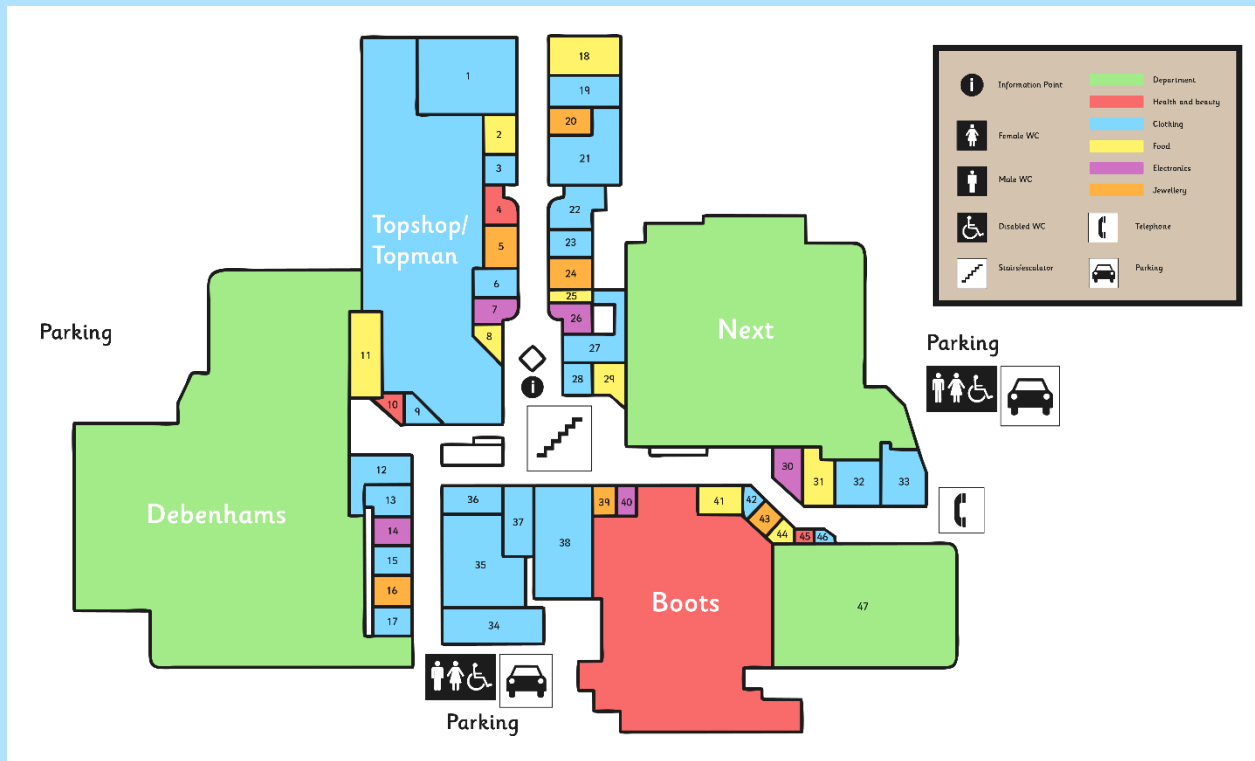 1
18
19
2
20
3
21
4
22
Topshop/
Topman
5
23
24
6
25
7
26
8
27
Next
Parking
11
28
29
i
10
9
Parking
12
13
30
31
32
33
36
37
39
40
41
42
Debenhams
14
43
38
44
45
46
15
35
16
Boots
47
17
34
Parking
i
Information Point
Female WC
Male WC
Disabled WC
Stairs/escalator
Department
Health and beauty
Clothing
Food
Electronics
Jewellery
Telephone
Parking